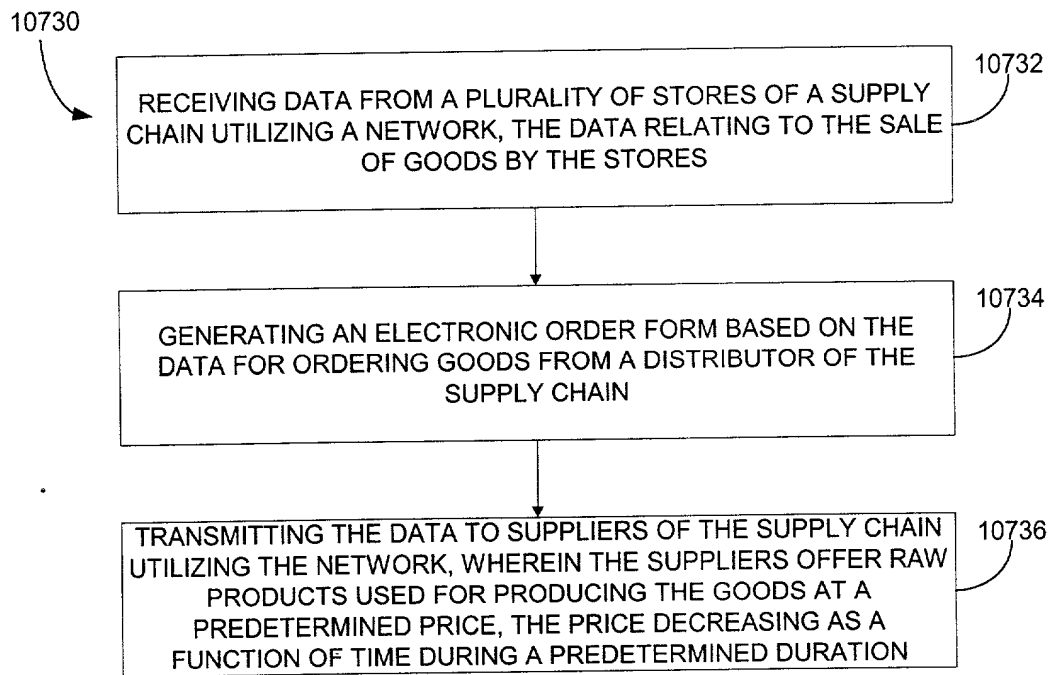 10730
10732
RECEIVING DATA FROM A PLURALITY OF STORES OF A SUPPLY
CHAIN UTILIZING A NETWORK, THE DATA RELATING TO THE SALE
OF GOODS BY THE STORES
10734
GENERATING AN ELECTRONIC ORDER FORM BASED ON THE
DATA FOR ORDERING GOODS FROM A DISTRIBUTOR OF THE
SUPPLY CHAIN
10736
TRANSMITTING THE DATA TO SUPPLIERS OF THE SUPPLY CHAIN
UTILIZING THE NETWORK, WHEREIN THE SUPPLIERS OFFER RAW
PRODUCTS USED FOR PRODUCING THE GOODS AT A
PREDETERMINED PRICE, THE PRICE DECREASING AS A
FUNCTION OF TIME DURING A PREDETERMINED DURATION